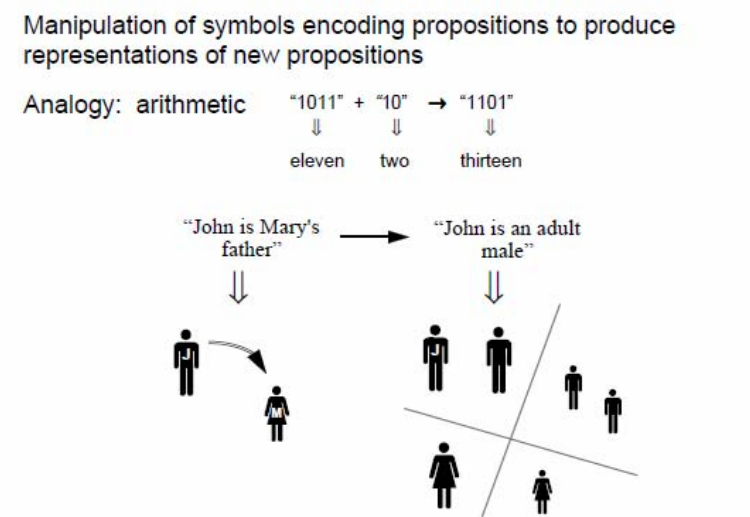 Manipulation of symbols encoding propositions to produce
representations of new propositions
Analogy: arithmetic “1011” + “10” → “1101”
⇓ ⇓ ⇓
eleven two thirteen
“John is Mary's father” → “John is an adult male”
⇓ ⇓
J J
M